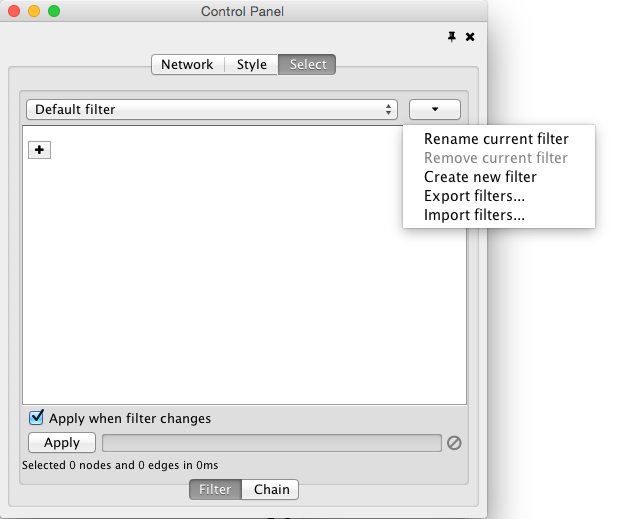 Control Panel
Network Style Select
Default filter
Rename current filter
Remove current filter
Create new filter
Export filters...
Import filters...
Apply when filter changes
Apply
Selected 0 nodes and 0 edges in 0ms
Filter Chain